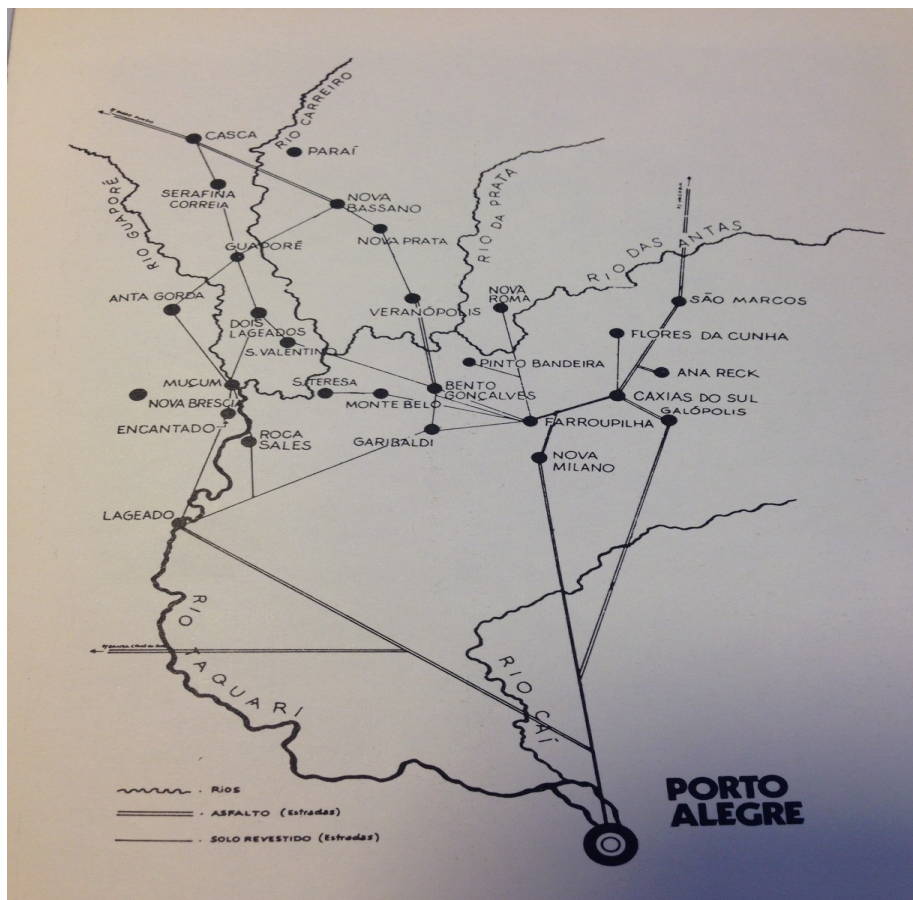 RIO CARREIRO
CASCA
PARAÍ
RIO GUAPORÉ
SERAFINA
CORREIA
NOVA
BASSANO
RIO DA PRATA
NOVA PRATA
RIO DAS ANTAS
GUAPORÉ
ANTA GORDA
NOVA
ROMA
SÃO MARCOS
VERANÓPOLIS
DOIS
LAGEADOS
FLORES DA CUNHA
S. VALENTINO
PINTO BANDEIRA
ANA RECK
MUÇUM
S. TERESA
BENTO
GONÇALVES
CAXIAS DO SUL
NOVA BRESCIA
MONTE BELO
GALÓPOLIS
ENCANTADO
ROCA
SALES
GARIBALDI
FARROUPILHA
NOVA
MILANO
LAGEADO
RIO TAQUARI
RIO CAÍ
PORTO
ALEGRE
. RIOS
. ASFALTO (Estradas)
. SOLO REVESTIDO (Estradas)